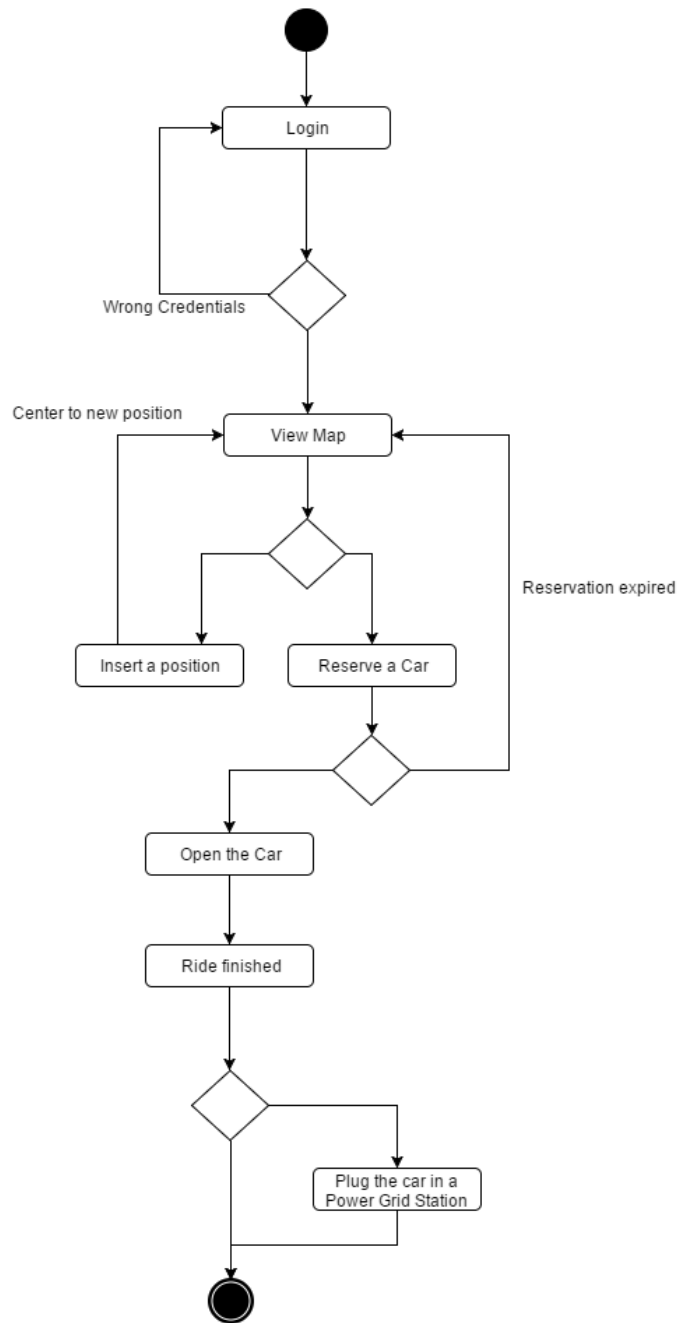 Login
Wrong Credentials
Center to new position
View Map
Reservation expired
Insert a position
Reserve a Car
Open the Car
Ride finished
Plug the car in a
Power Grid Station